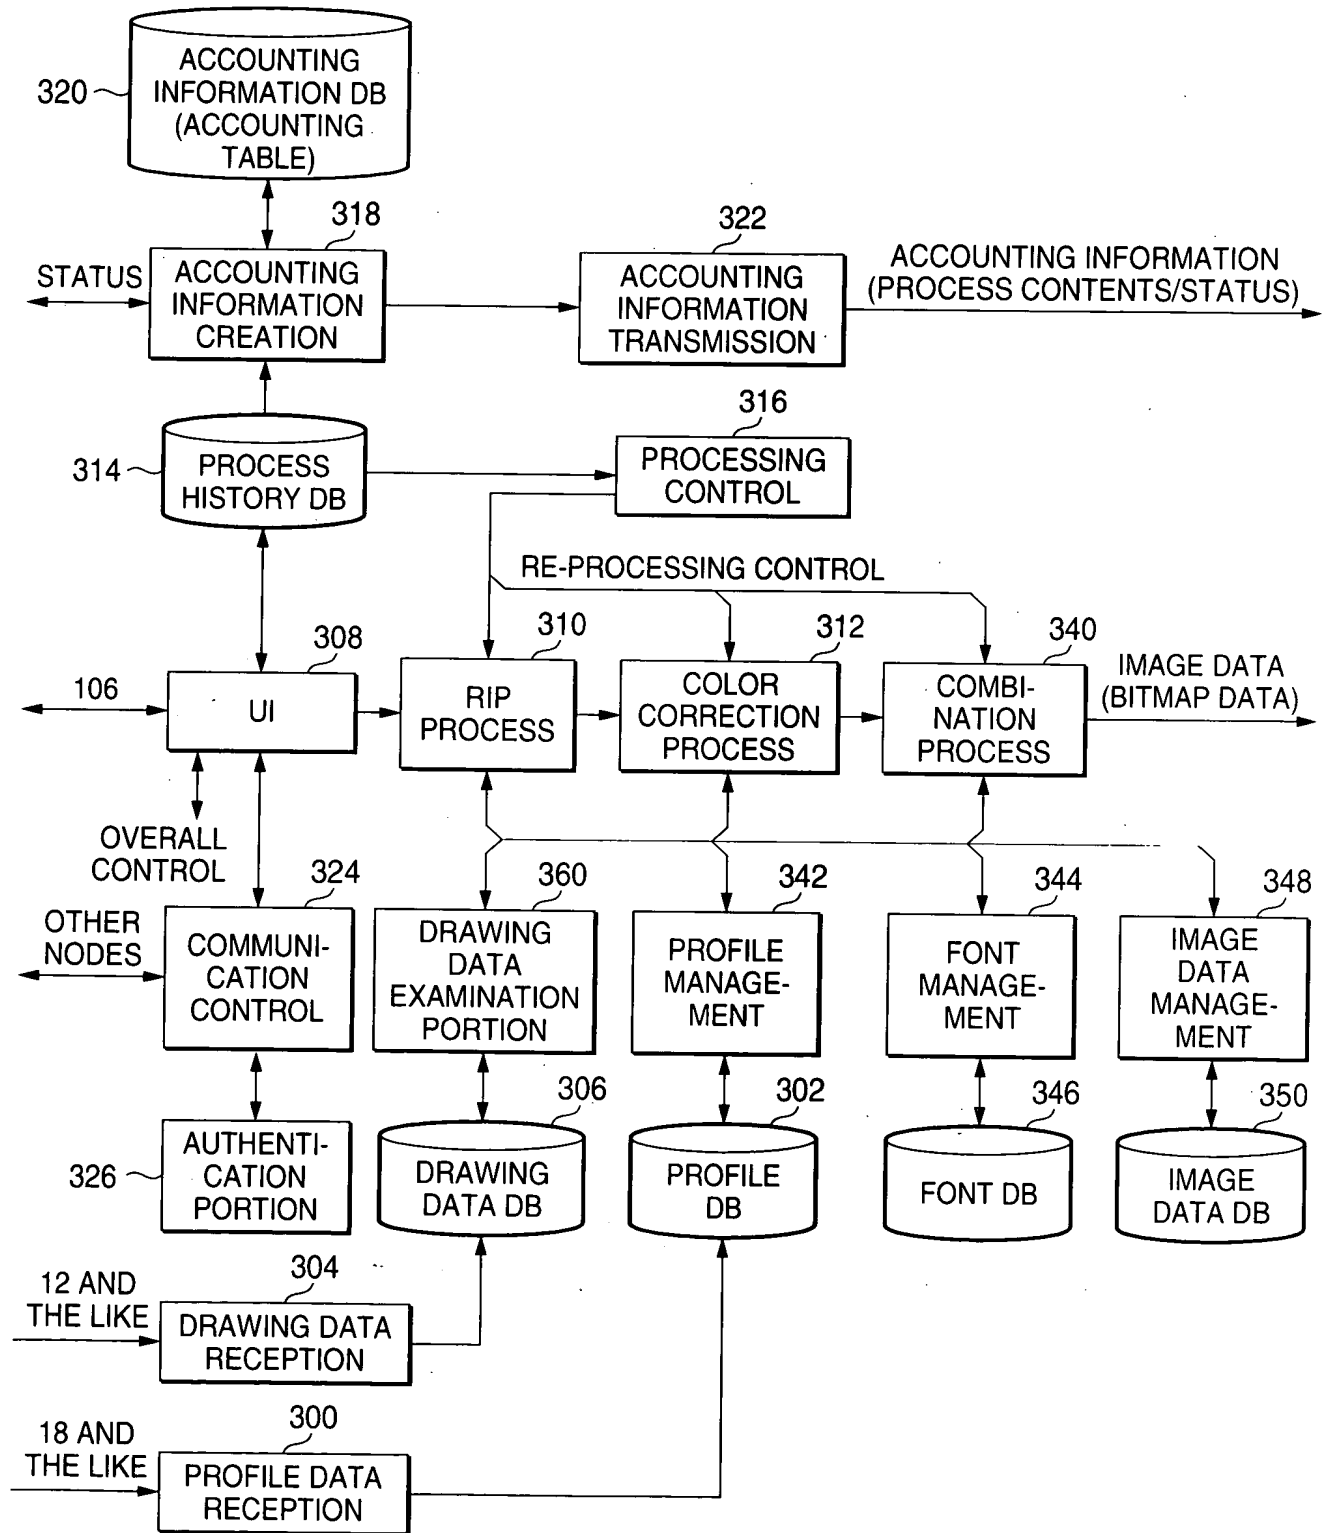 ACCOUNTING
INFORMATION DB
(ACCOUNTING
TABLE)
320
318
322
STATUS
ACCOUNTING
INFORMATION
CREATION
ACCOUNTING
INFORMATION
TRANSMISSION
ACCOUNTING INFORMATION
(PROCESS CONTENTS/STATUS)
314
PROCESS
HISTORY DB
316
PROCESSING
CONTROL
RE-PROCESSING CONTROL
308
310
312
340
106
UI
RIP
PROCESS
COLOR
CORRECTION
PROCESS
COMBI-
NATION
PROCESS
IMAGE DATA
(BITMAP DATA)
OVERALL
CONTROL
324
360
342
344
348
OTHER
NODES
COMMUNI-
CATION
CONTROL
DRAWING
DATA
EXAMINATION
PORTION
PROFILE
MANAGE-
MENT
FONT
MANAGE-
MENT
IMAGE
DATA
MANAGE-
MENT
306
302
346
350
326
AUTHENTI-
CATION
PORTION
DRAWING
DATA DB
PROFILE
DB
FONT DB
IMAGE
DATA DB
12 AND
THE LIKE
304
DRAWING DATA
RECEPTION
18 AND
THE LIKE
300
PROFILE DATA
RECEPTION